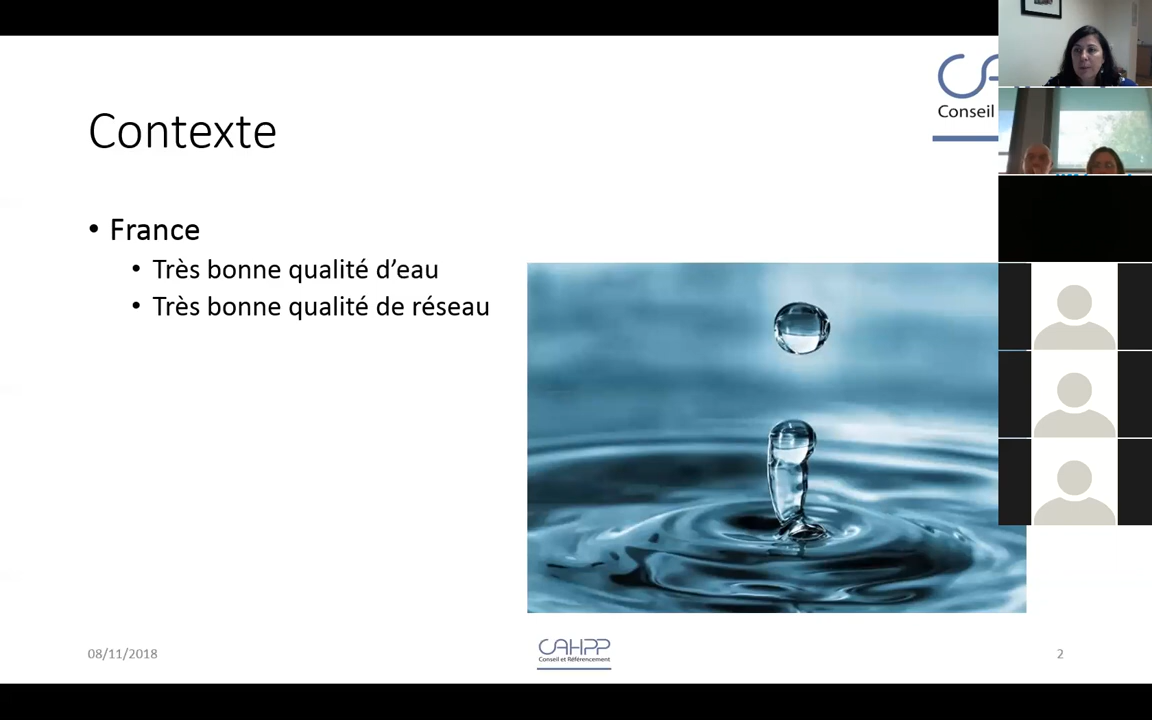 Conseil
Contexte
• France
• Très bonne qualité d’eau
• Très bonne qualité de réseau
08/11/2018
CAHPP
Conseil et Référencement
2